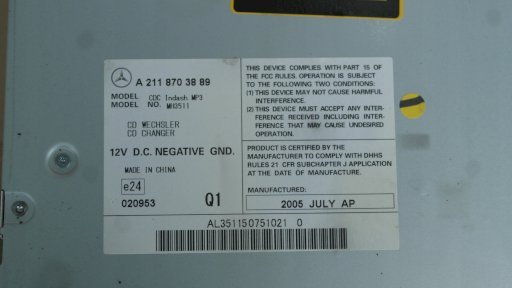 A 211 870 38 89
MODEL CDC Indash MP3
MODEL NO. MH3511
CD WECHSLER
CD CHANGER
12V D.C. NEGATIVE GND.
MADE IN CHINA
e24
020953 Q1
THIS DEVICE COMPLIES WITH PART 15 OF
THE FCC RULES. OPERATION IS SUBJECT
TO THE FOLLOWING TWO CONDITIONS:
(1) THIS DEVICE MAY NOT CAUSE HARMFUL
INTERFERENCE.
(2) THIS DEVICE MUST ACCEPT ANY INTER-
FERENCE RECEIVED INCLUDING INTER-
FERENCE THAT MAY CAUSE UNDESIRED
OPERATION.
PRODUCT IS CERTIFIED BY THE
MANUFACTURER TO COMPLY WITH DHHS
RULES 21 CFR SUBCHAPTER J APPLICATION
AT THE DATE OF MANUFACTURE.
2005 JULY AP
AL351150751021 0